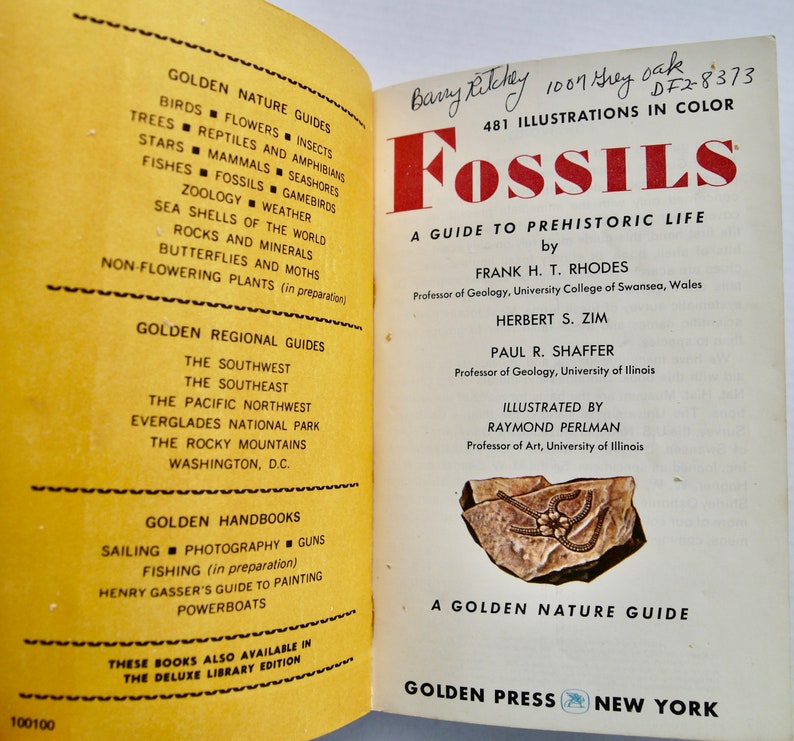 GOLDEN NATURE GUIDES
BIRDS ■ FLOWERS ■ INSECTS
TREES ■ REPTILES AND AMPHIBIANS
STARS ■ MAMMALS ■ SEASHORES
FISHES ■ FOSSILS ■ GAMEBIRDS
ZOOLOGY ■ WEATHER
SEA SHELLS OF THE WORLD
ROCKS AND MINERALS
BUTTERFLIES AND MOTHS
NON-FLOWERING PLANTS (in preparation)
GOLDEN REGIONAL GUIDES
THE SOUTHWEST
THE SOUTHEAST
THE PACIFIC NORTHWEST
EVERGLADES NATIONAL PARK
THE ROCKY MOUNTAINS
WASHINGTON, D.C.
GOLDEN HANDBOOKS
SAILING ■ PHOTOGRAPHY ■ GUNS
FISHING (in preparation)
HENRY GASSER'S GUIDE TO PAINTING
POWERBOATS
THESE BOOKS ALSO AVAILABLE IN
THE DELUXE LIBRARY EDITION
100100
Barry Ritchey 1007 Grey Oak
DF2-8373
481 ILLUSTRATIONS IN COLOR
FOSSILS
A GUIDE TO PREHISTORIC LIFE
by
FRANK H. T. RHODES
Professor of Geology, University College of Swansea, Wales
HERBERT S. ZIM
PAUL R. SHAFFER
Professor of Geology, University of Illinois
ILLUSTRATED BY
RAYMOND PERLMAN
Professor of Art, University of Illinois
A GOLDEN NATURE GUIDE
GOLDEN PRESS NEW YORK